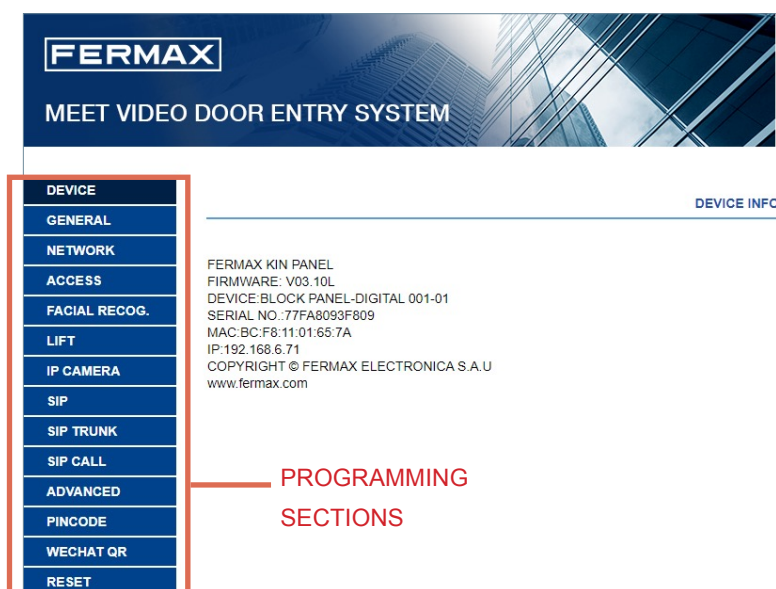 FERMAX
MEET VIDEO DOOR ENTRY SYSTEM
DEVICE
GENERAL
NETWORK
ACCESS
FACIAL RECOG.
LIFT
IP CAMERA
SIP
SIP TRUNK
SIP CALL
ADVANCED
PINCODE
WECHAT QR
RESET
DEVICE INFO
FERMAX KIN PANEL
FIRMWARE: V03.10L
DEVICE:BLOCK PANEL-DIGITAL 001-01
SERIAL NO.:77FA8093F809
MAC:BC:F8:11:01:65:7A
IP:192.168.6.71
COPYRIGHT © FERMAX ELECTRONICA S.A.U
www.fermax.com
PROGRAMMING
SECTIONS